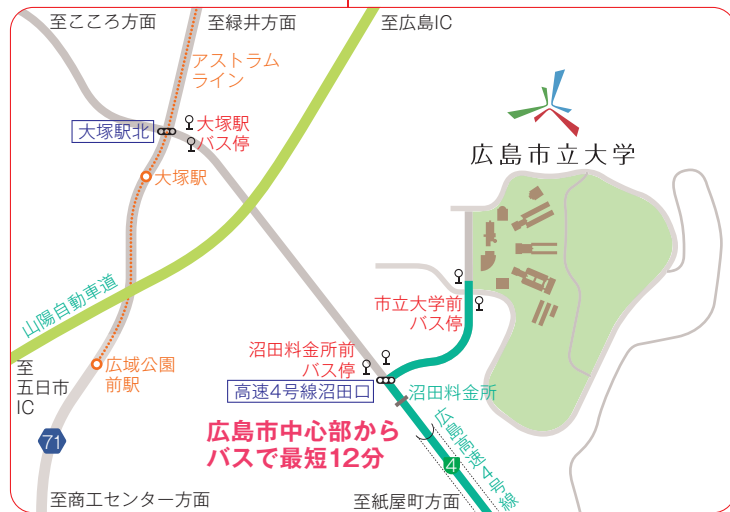 至こころ方面
至緑井方面
至広島IC
アストラム
ライン
大塚駅北
大塚駅
バス停
大塚駅
広島市立大学
山陽自動車道
市立大学前
バス停
沼田料金所前
バス停
広域公園
前駅
至
五日市
IC
高速4号線沼田口
沼田料金所
広島市中心部から
バスで最短12分
広島高速4号線
71
4
至商工センター方面
至紙屋町方面